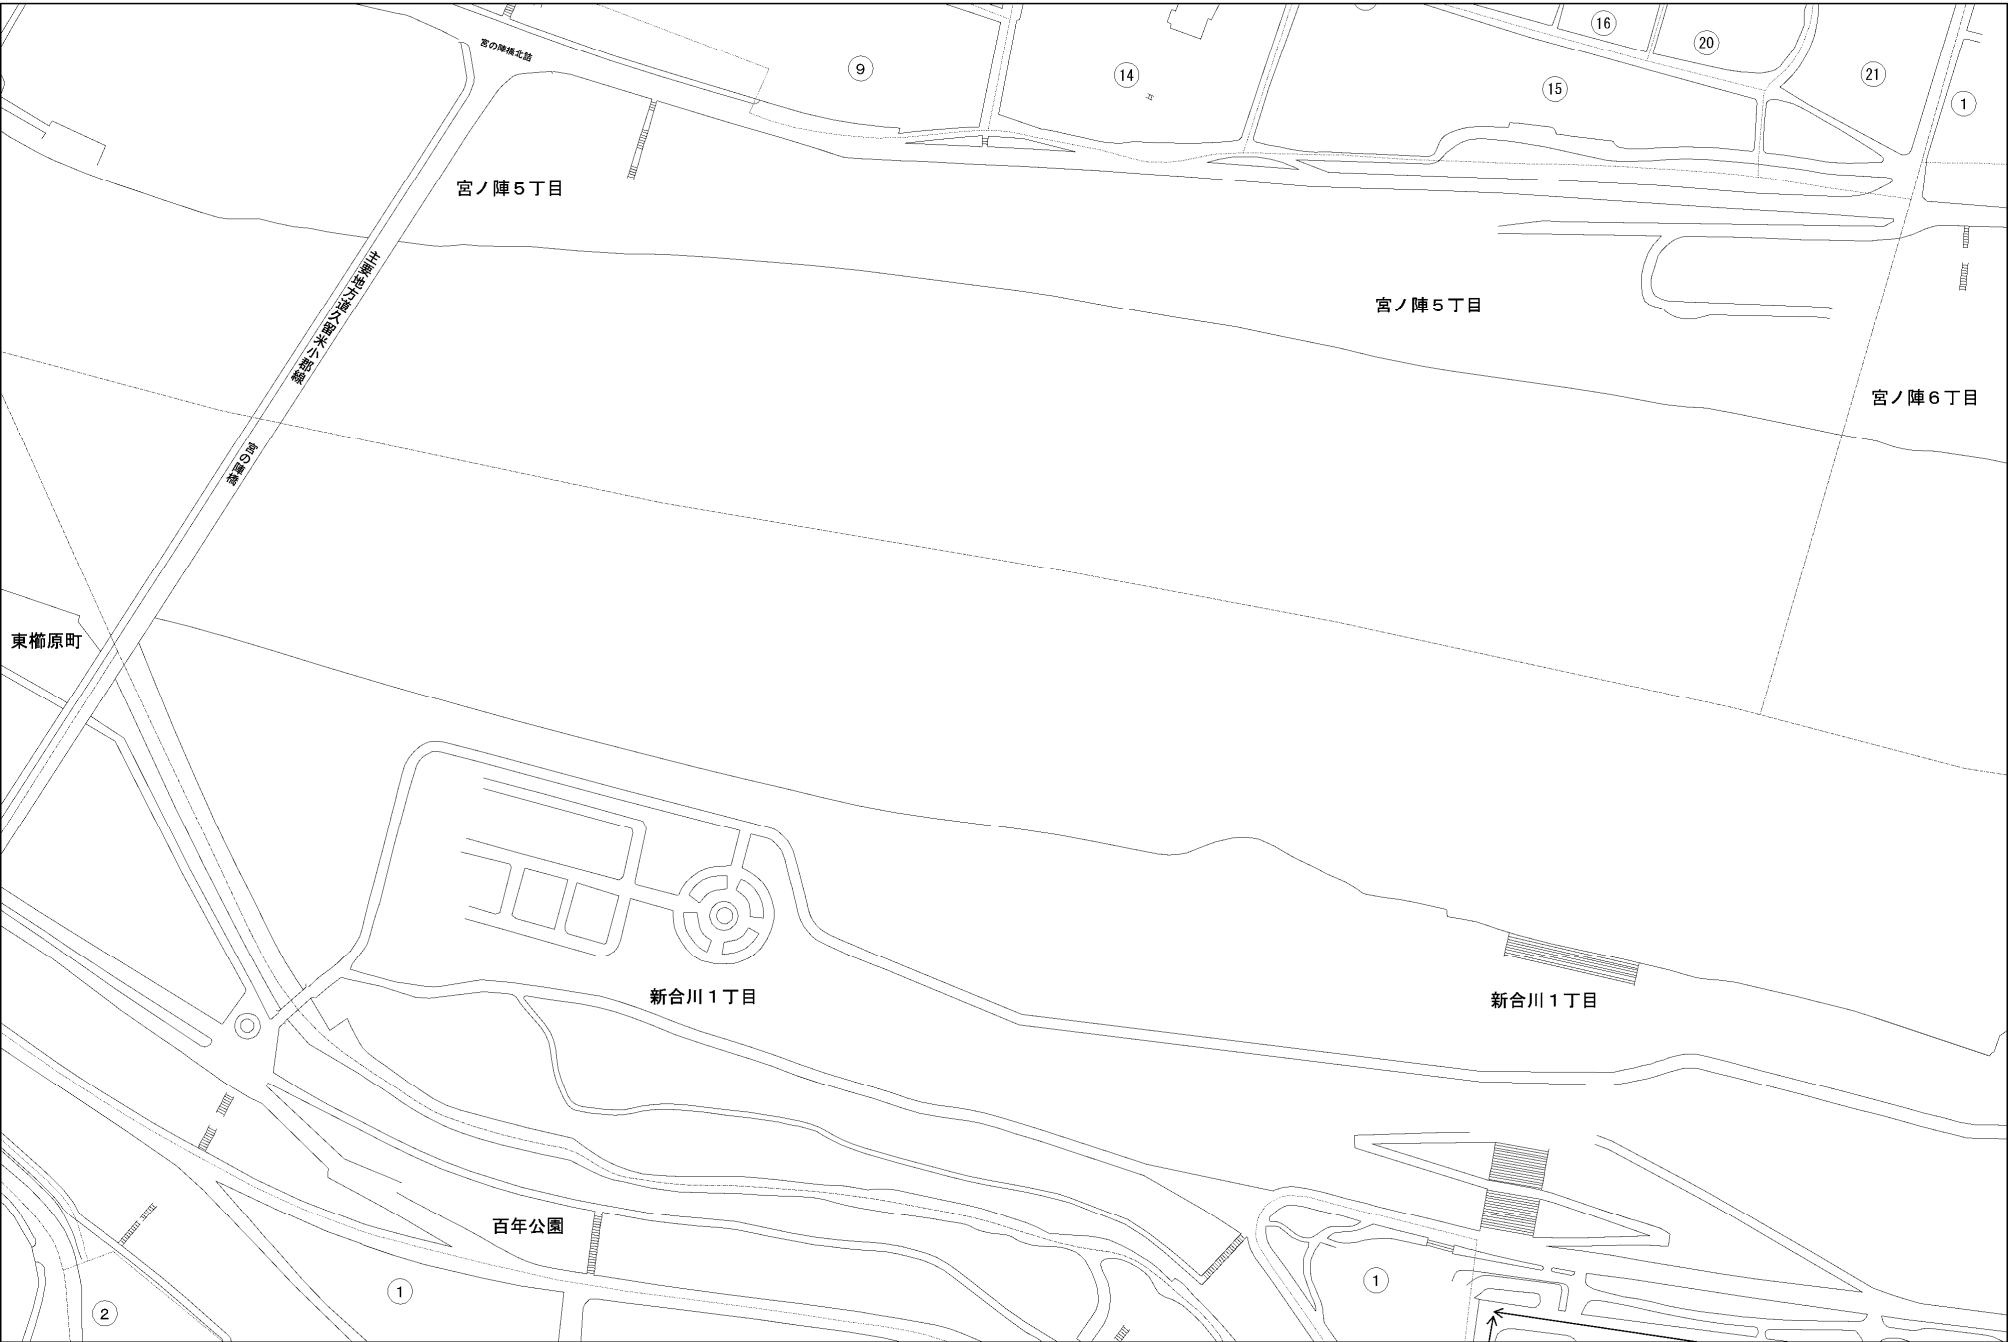 宮の陣橋北詰
9
14
16
20
15
21
1
宮ノ陣５丁目
主要地方道久留米小郡線
宮ノ陣５丁目
宮ノ陣６丁目
宮の陣橋
東櫛原町
新合川１丁目
新合川１丁目
百年公園
1
1
2